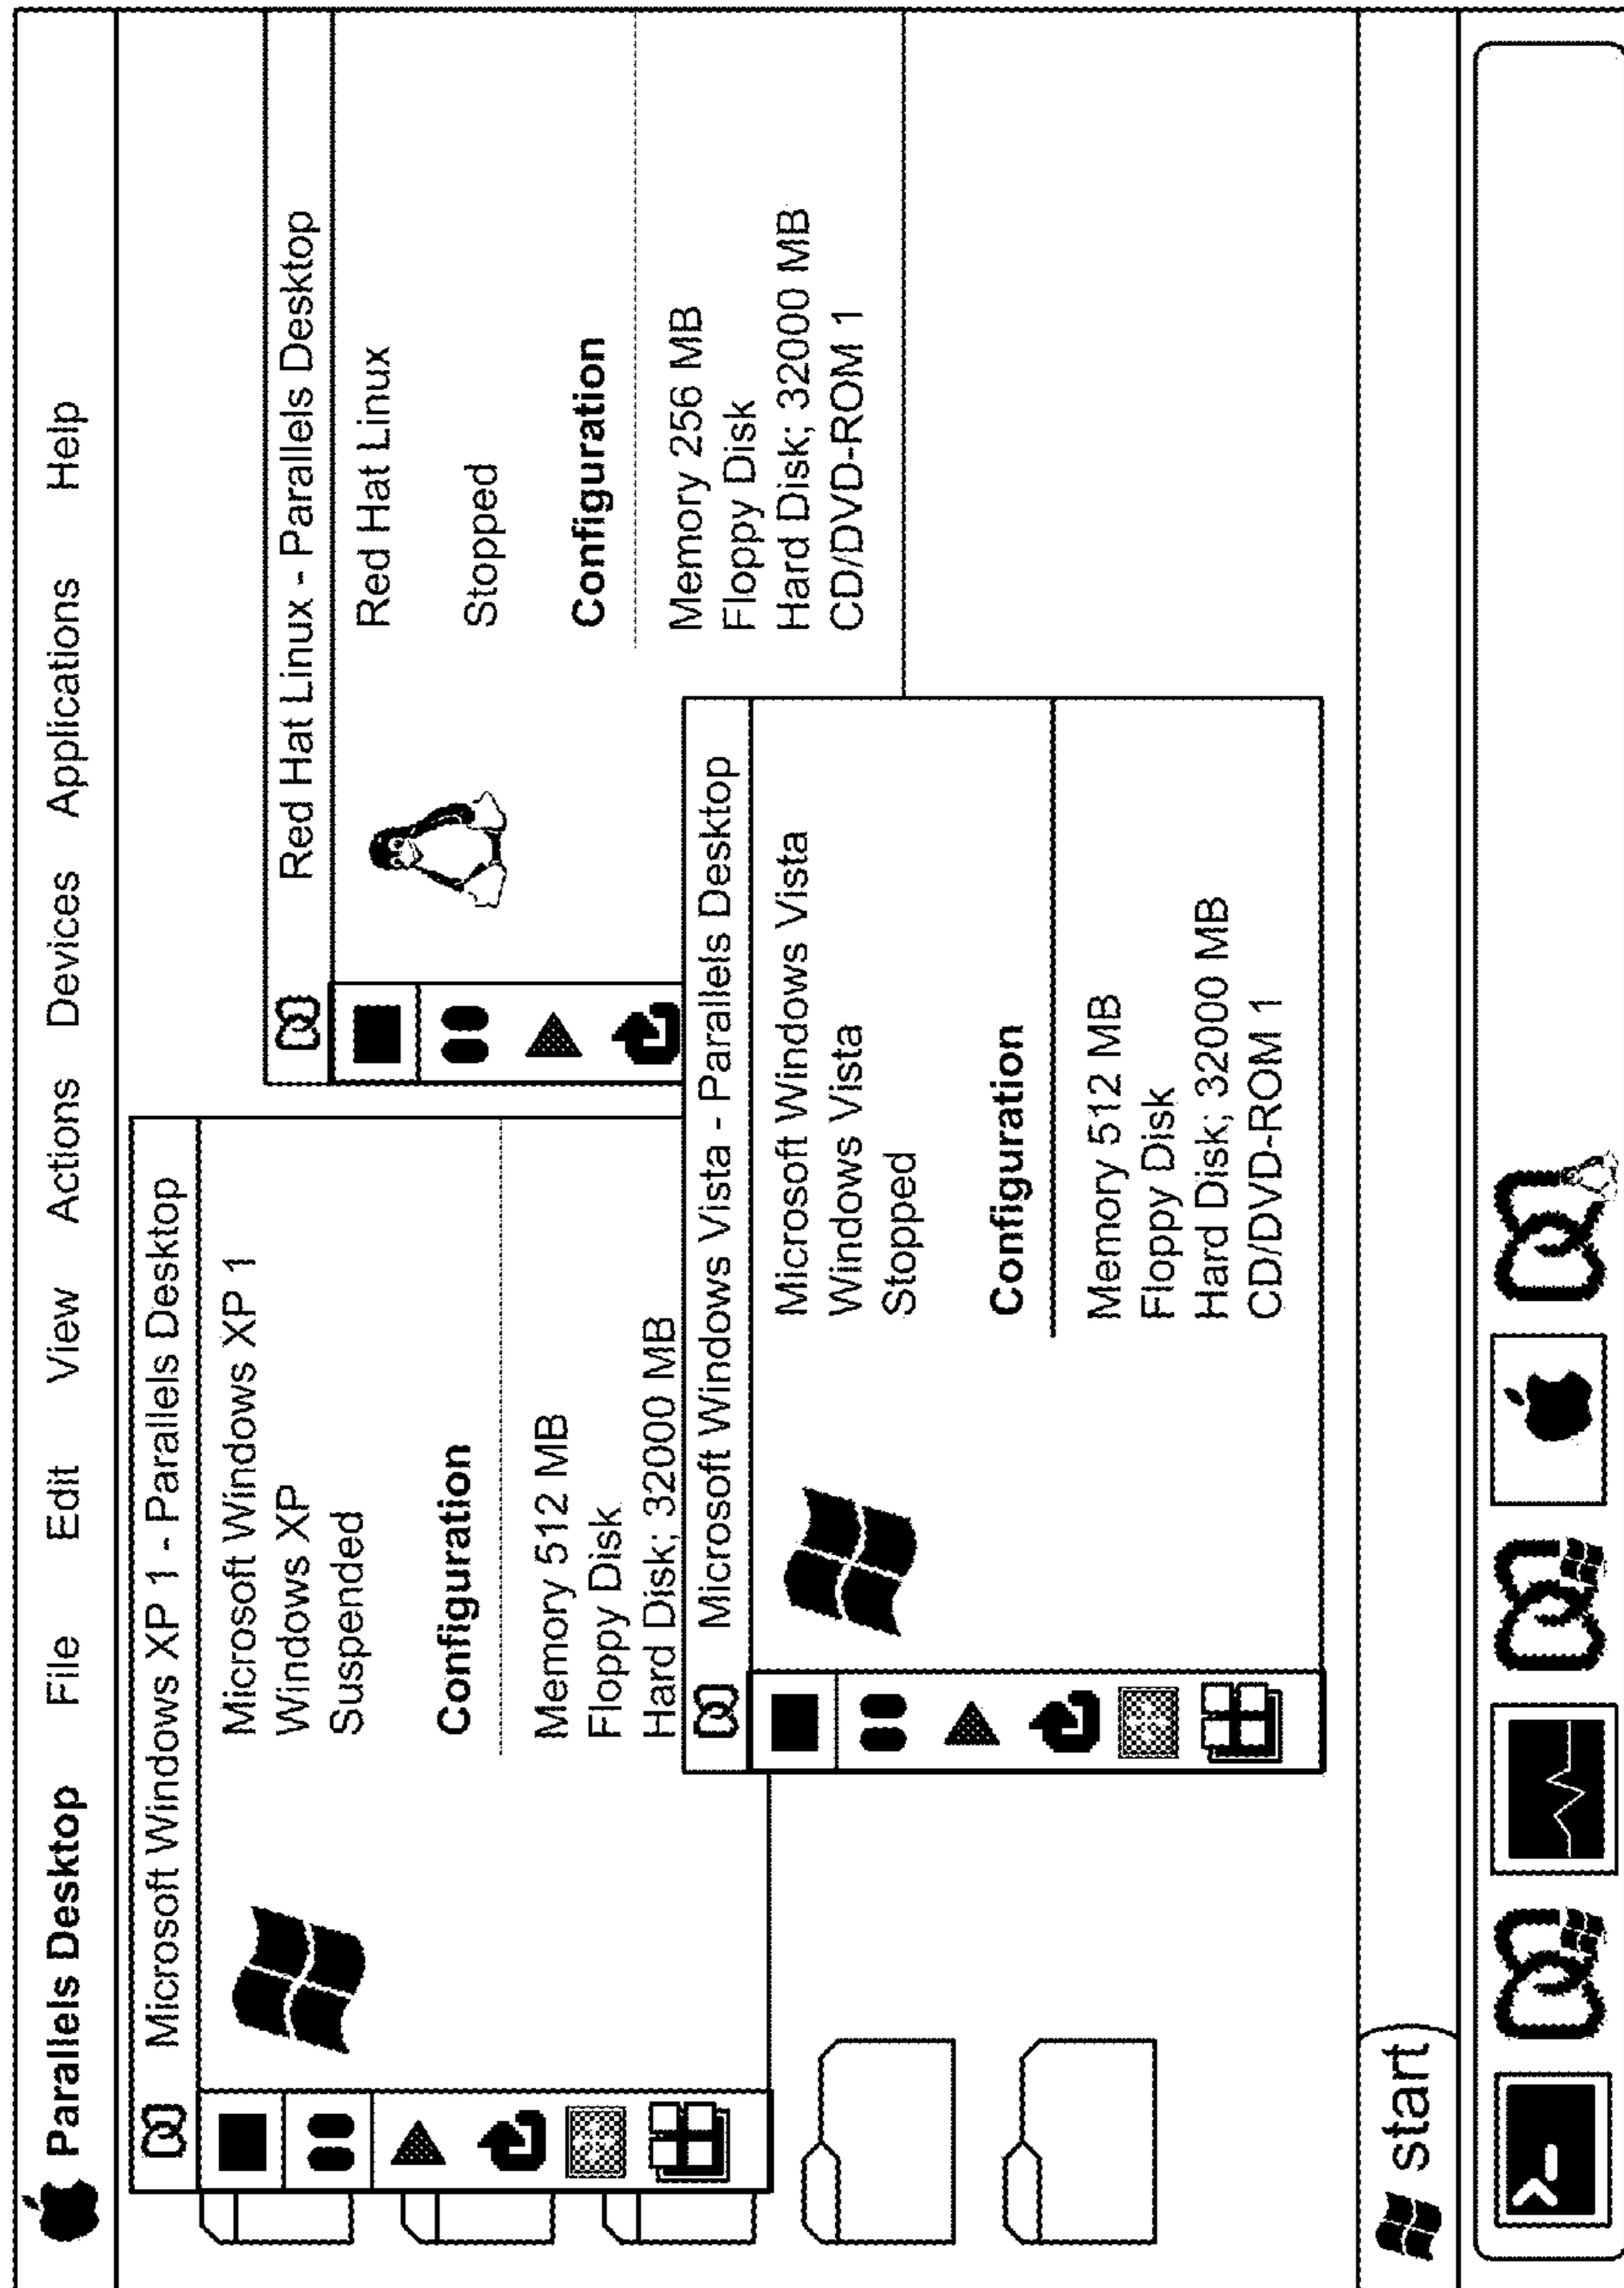 Parallels Desktop File Edit View Actions Devices Applications Help
Microsoft Windows XP 1 - Parallels Desktop
Microsoft Windows XP 1
Windows XP
Suspended
Configuration
Memory 512 MB
Floppy Disk
Hard Disk; 32000 MB
Red Hat Linux - Parallels Desktop
Red Hat Linux
Stopped
Configuration
Memory 256 MB
Floppy Disk
Hard Disk; 32000 MB
CD/DVD-ROM 1
Microsoft Windows Vista - Parallels Desktop
Microsoft Windows Vista
Windows Vista
Stopped
Configuration
Memory 512 MB
Floppy Disk
Hard Disk; 32000 MB
CD/DVD-ROM 1
start